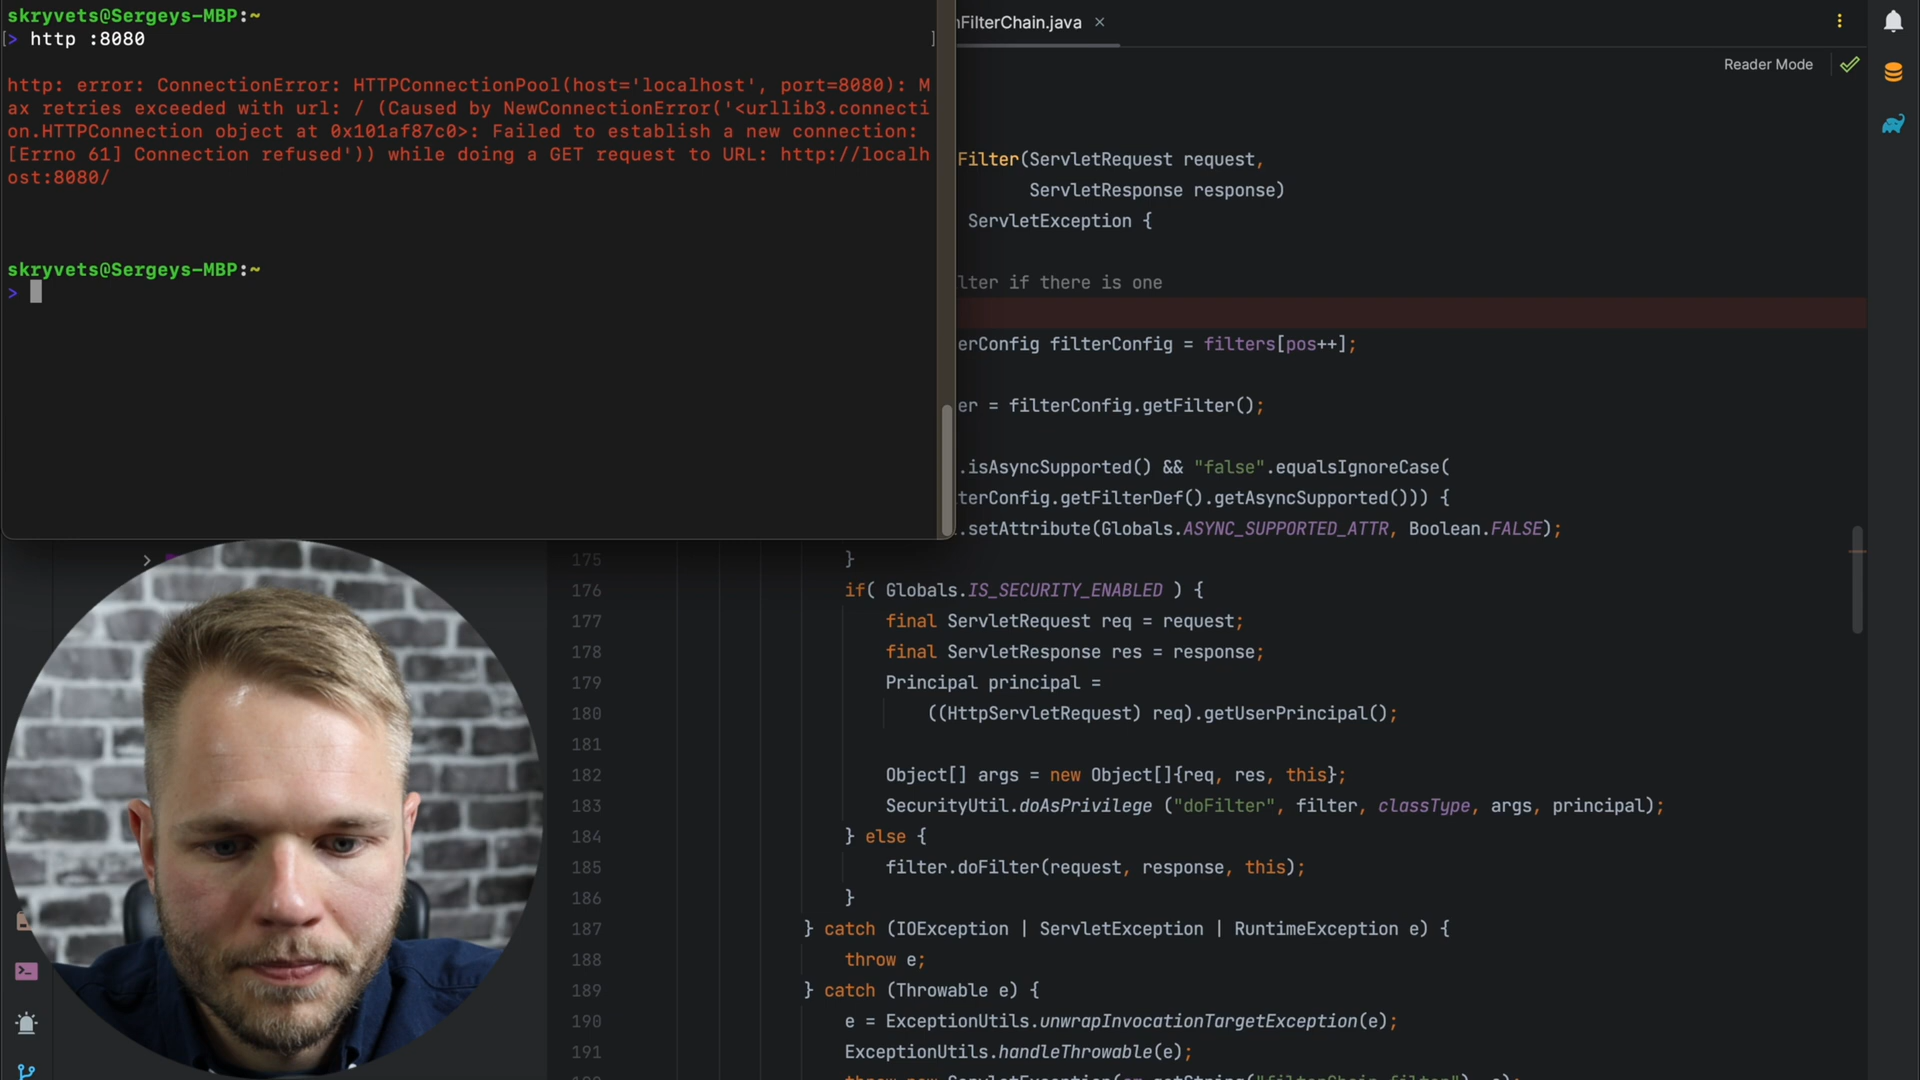 skryvets@Sergeys-MBP:~
[> http :8080 ]
http: error: ConnectionError: HTTPConnectionPool(host='localhost', port=8080): M
ax retries exceeded with url: / (Caused by NewConnectionError('<urllib3.connecti
on.HTTPConnection object at 0x101af87c0>: Failed to establish a new connection:
[Errno 61] Connection refused')) while doing a GET request to URL: http://localh
ost:8080/
skryvets@Sergeys-MBP:~
>
nFilterChain.java
Reader Mode
Filter(ServletRequest request,
ServletResponse response)
ServletException {
lter if there is one
erConfig filterConfig = filters[pos++];
er = filterConfig.getFilter();
.isAsyncSupported() && "false".equalsIgnoreCase(
terConfig.getFilterDef().getAsyncSupported())) {
.setAttribute(Globals.ASYNC_SUPPORTED_ATTR, Boolean.FALSE);
175 }
176 if( Globals.IS_SECURITY_ENABLED ) {
177 final ServletRequest req = request;
178 final ServletResponse res = response;
179 Principal principal =
180 ((HttpServletRequest) req).getUserPrincipal();
181
182 Object[] args = new Object[]{req, res, this};
183 SecurityUtil.doAsPrivilege ("doFilter", filter, classType, args, principal);
184 } else {
185 filter.doFilter(request, response, this);
186 }
187 } catch (IOException | ServletException | RuntimeException e) {
188 throw e;
189 } catch (Throwable e) {
190 e = ExceptionUtils.unwrapInvocationTargetException(e);
191 ExceptionUtils.handleThrowable(e);